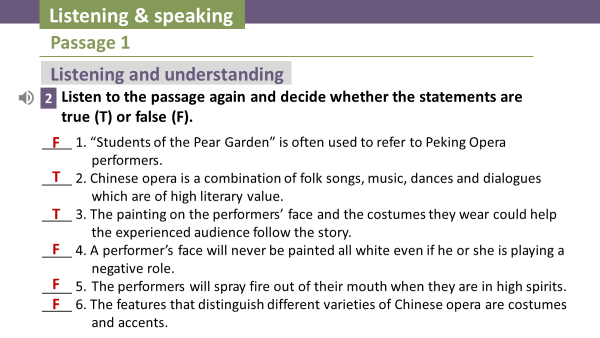 Listening & speaking
Passage 1
Listening and understanding
2 Listen to the passage again and decide whether the statements are
true (T) or false (F).
F 1. “Students of the Pear Garden” is often used to refer to Peking Opera
performers.
T 2. Chinese opera is a combination of folk songs, music, dances and dialogues
which are of high literary value.
T 3. The painting on the performers’ face and the costumes they wear could help
the experienced audience follow the story.
F 4. A performer’s face will never be painted all white even if he or she is playing a
negative role.
F 5. The performers will spray fire out of their mouth when they are in high spirits.
F 6. The features that distinguish different varieties of Chinese opera are costumes
and accents.